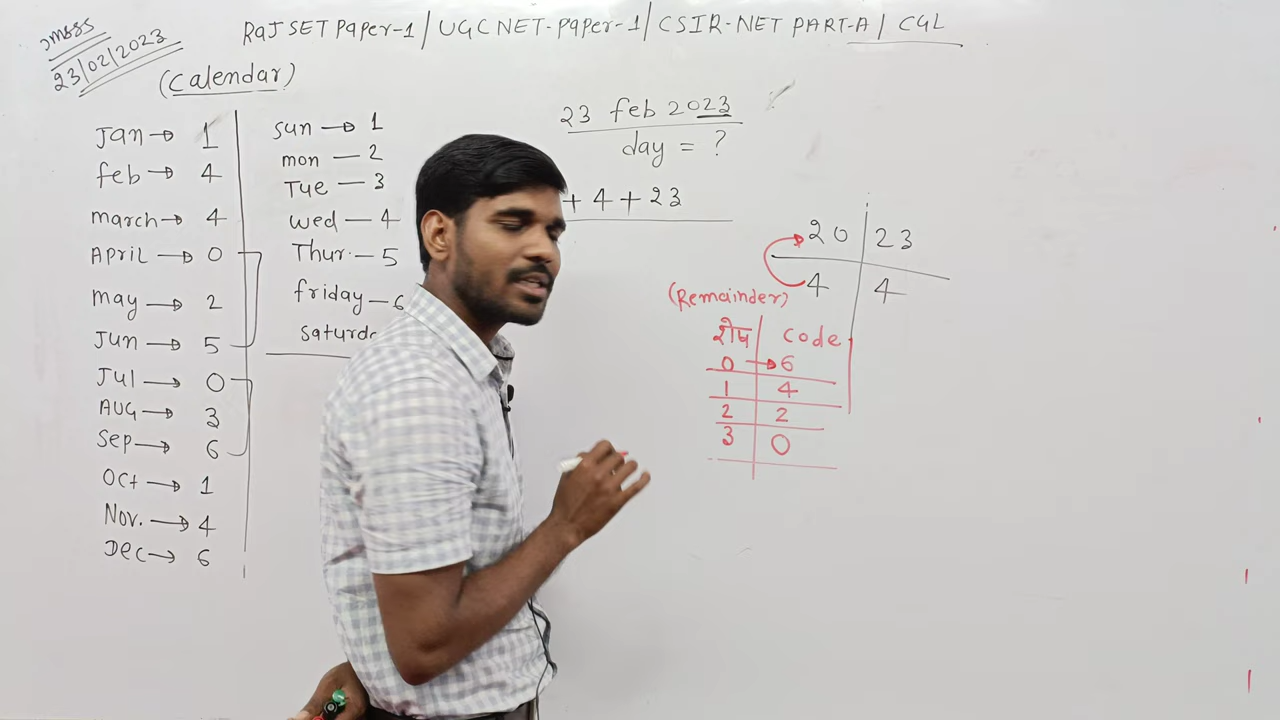 JMBSS
23/02/2023
RaJ SET Paper-1 / UGC NET-Paper-1 / CSIR-NET PART-A / CGL
(Calendar)
Jan → 1
feb → 4
march → 4
APRIL → 0
may → 2
Jun → 5
Jul → 0
AUG → 3
Sep → 6
Oct → 1
Nov. → 4
Dec → 6
Sun → 1
mon — 2
Tue — 3
wed — 4
Thur. — 5
friday — 6
Saturda
23 feb 2023
day = ?
+ 4 + 23
20 | 23
4 | 4
(Remainder)
शेष | code
0 → 6
1 | 4
2 | 2
3 | 0